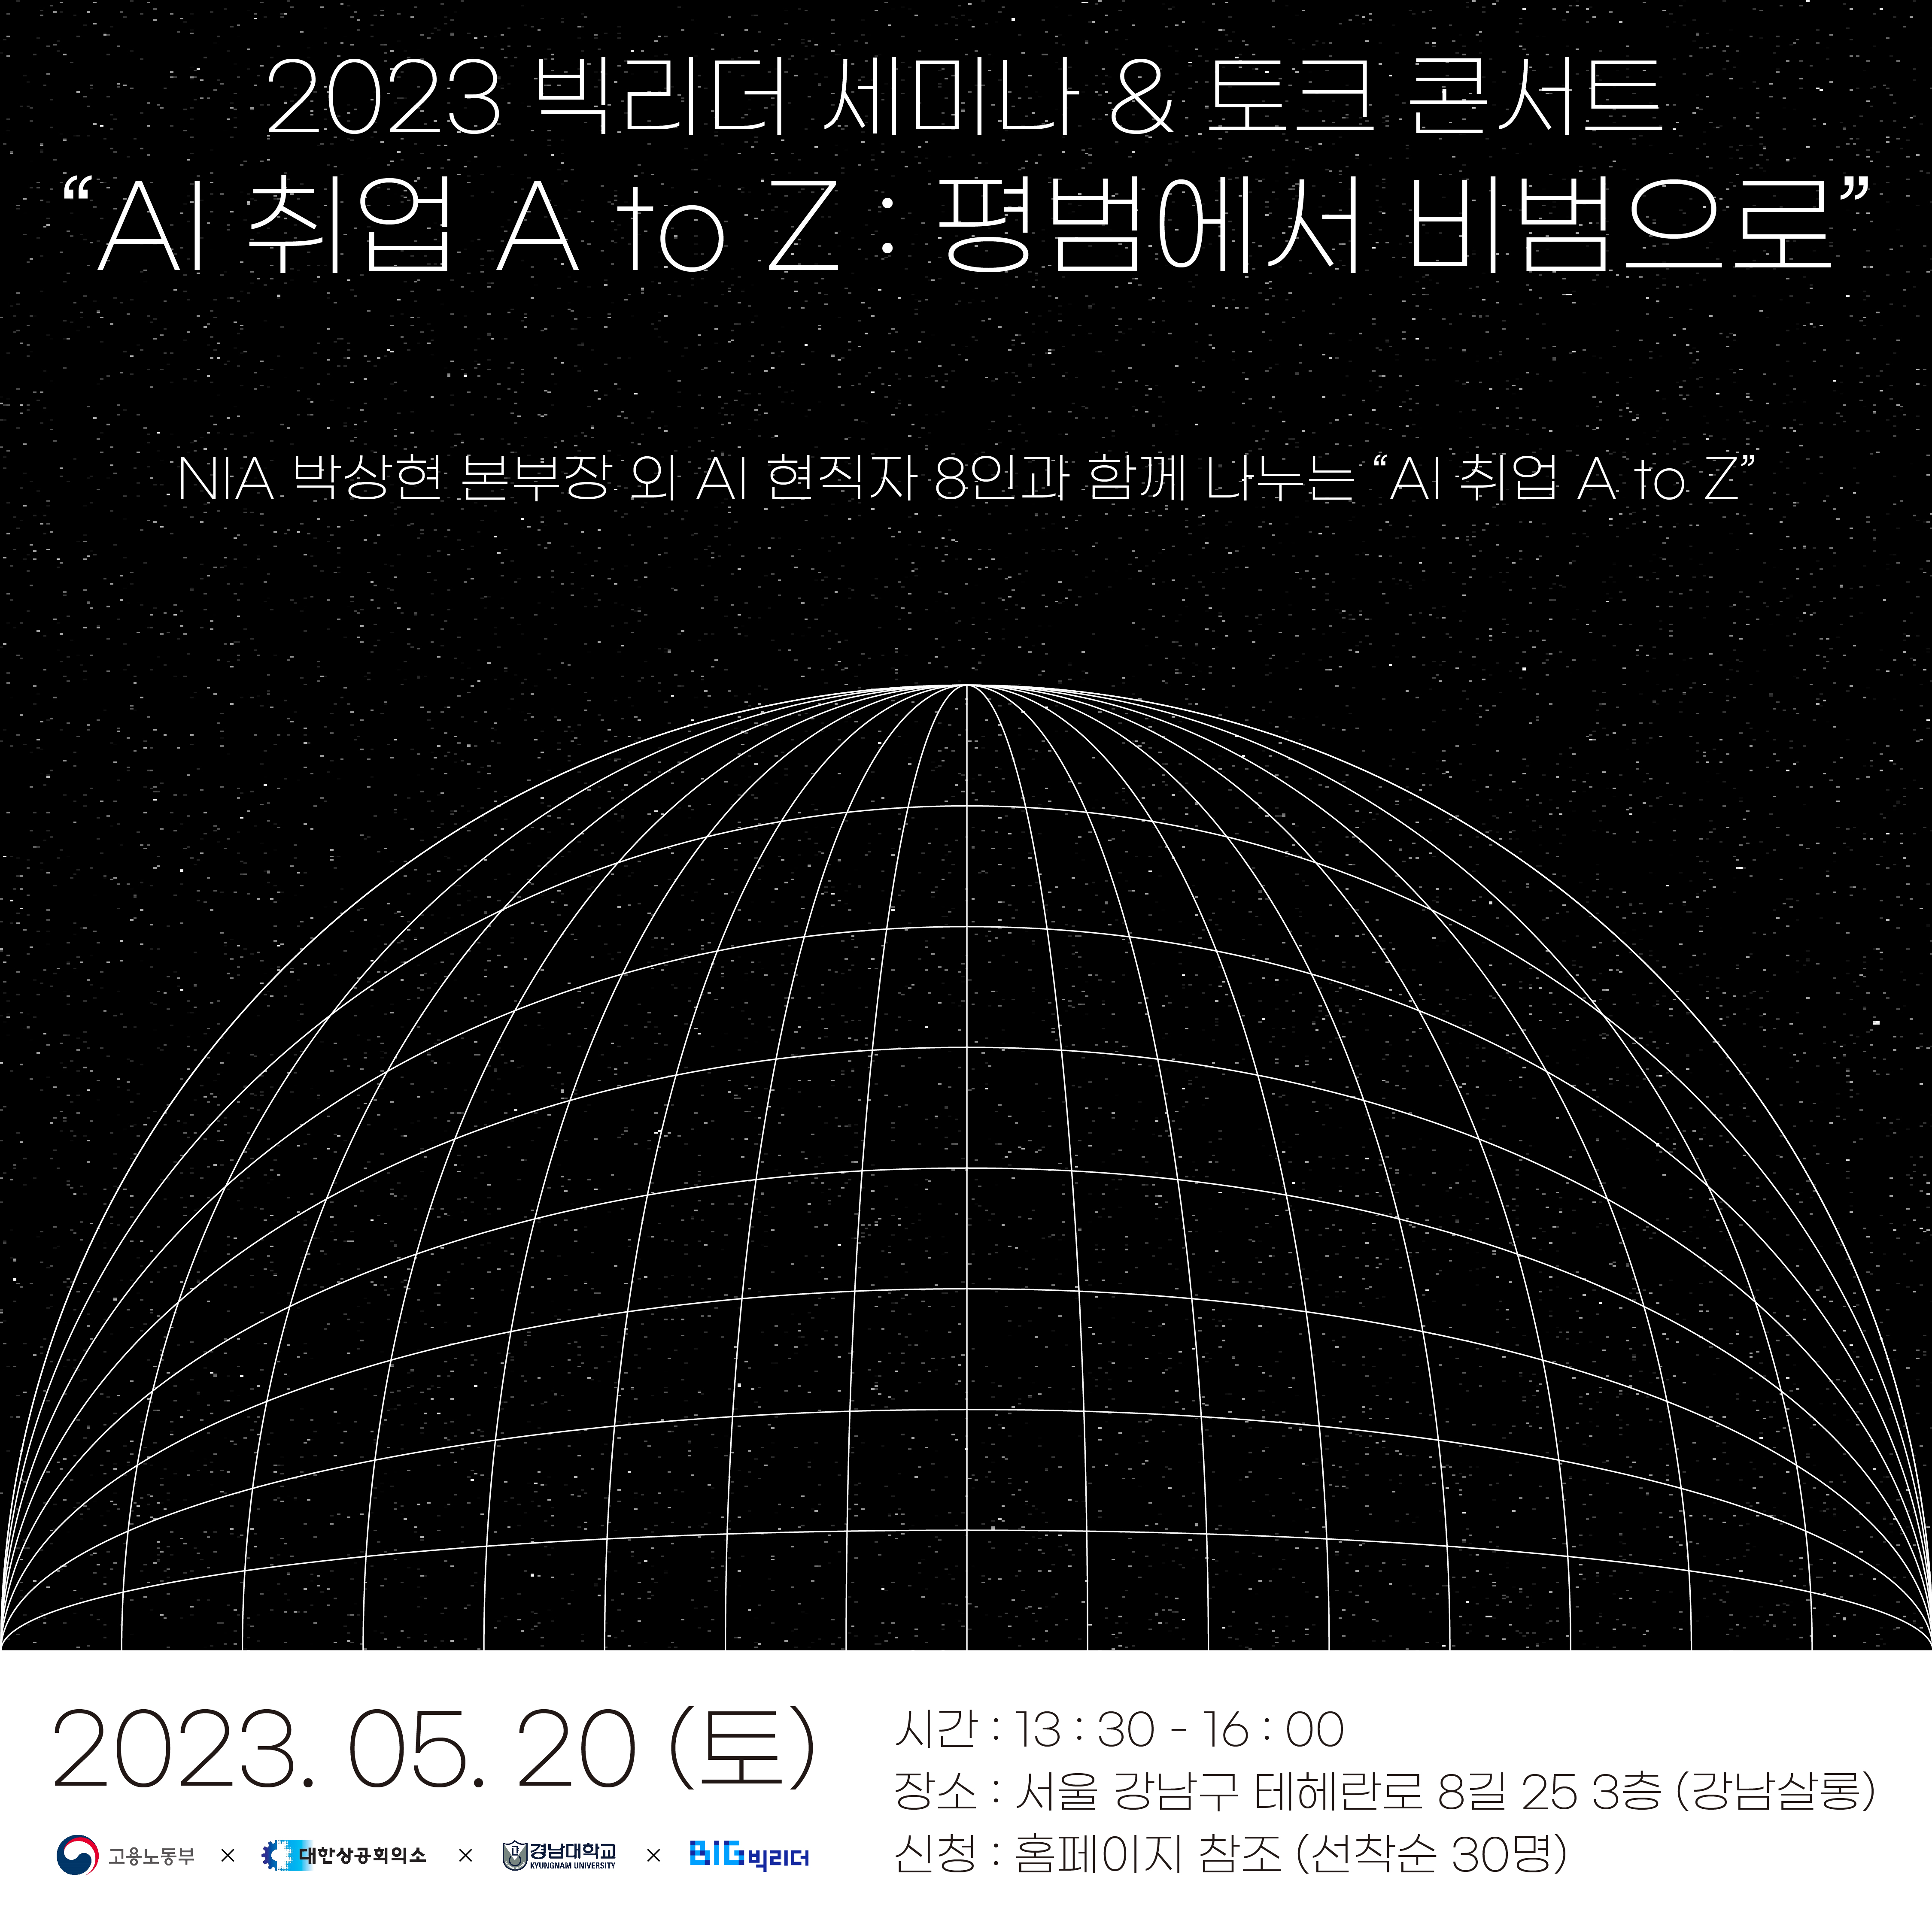 2023 빅리더 세미나 & 토크 콘서트
“AI 취업 A to Z : 평범에서 비범으로”
NIA 박상현 본부장 외 AI 현직자 8인과 함께 나누는 “AI 취업 A to Z”
2023. 05. 20 (토)
고용노동부 × 대한상공회의소 × 경남대학교 KYUNGNAM UNIVERSITY × BIG 빅리더
시간 : 13 : 30 - 16 : 00
장소 : 서울 강남구 테헤란로 8길 25 3층 (강남살롱)
신청 : 홈페이지 참조 (선착순 30명)